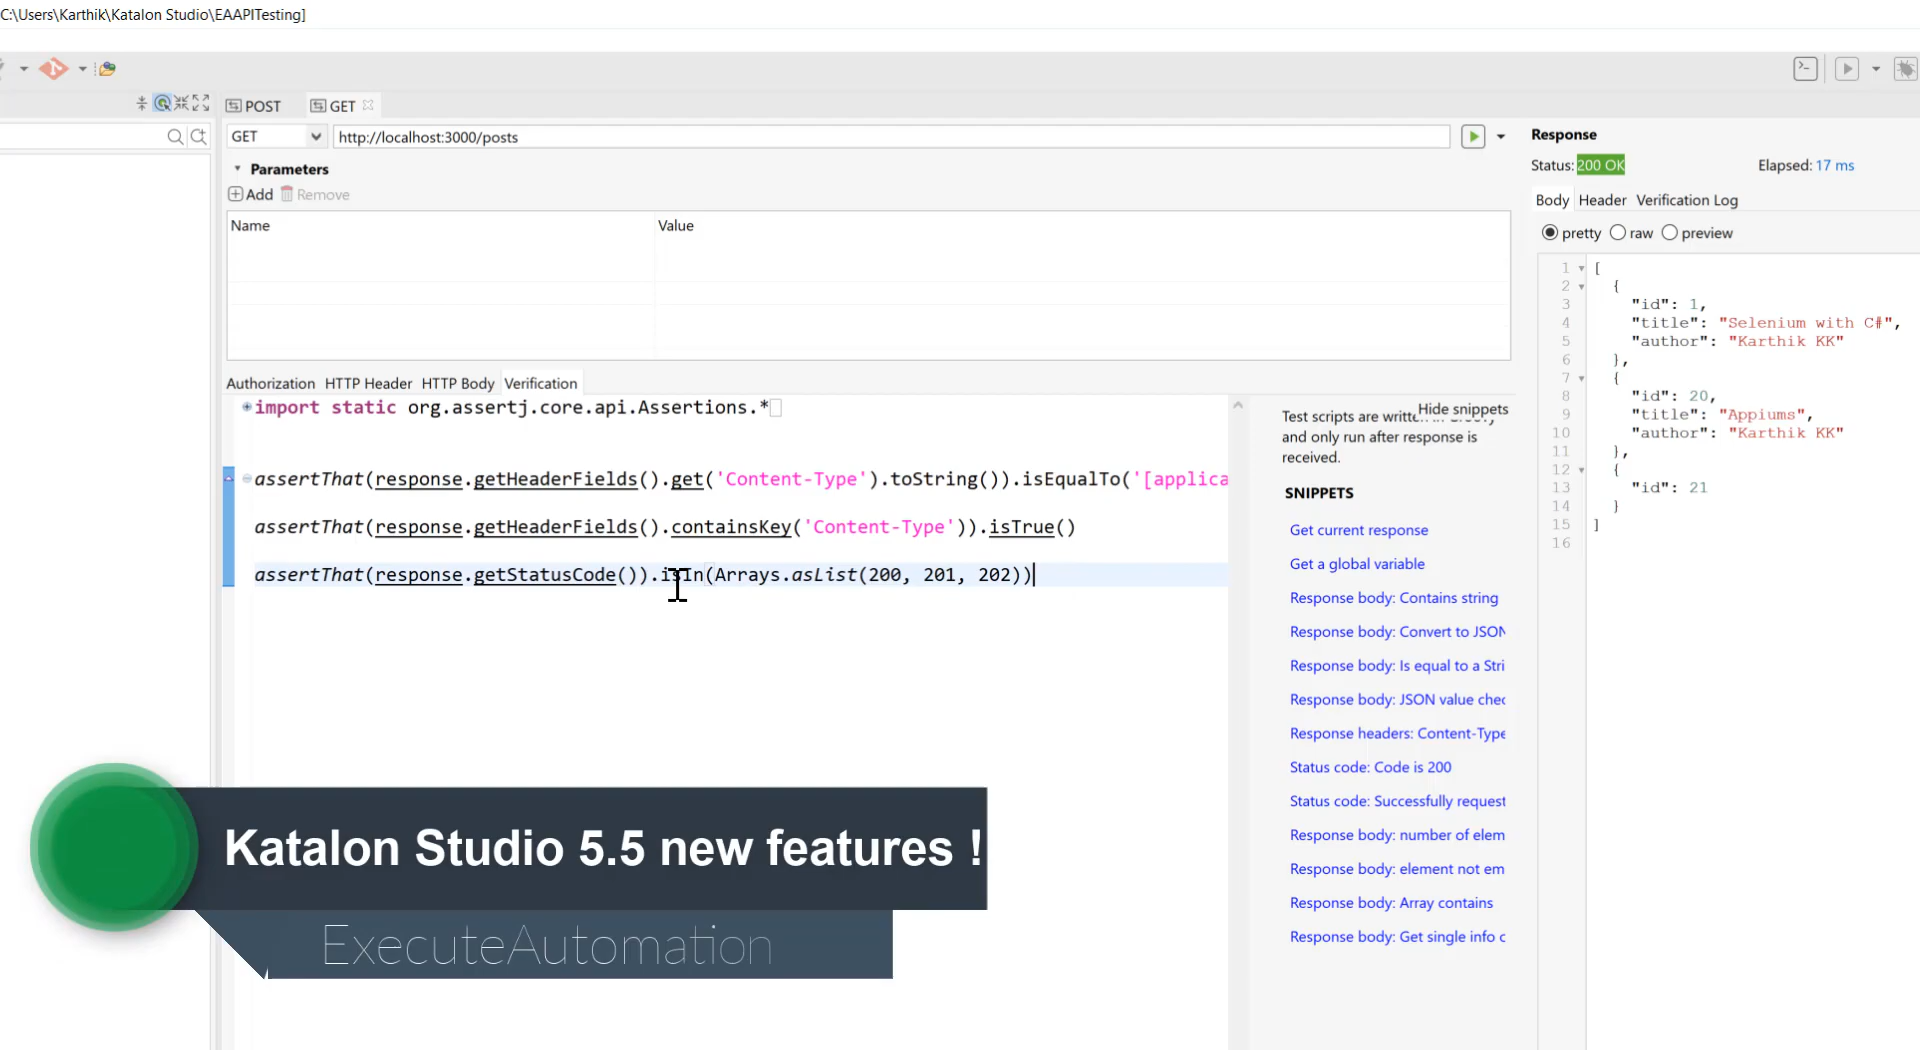 C:\Users\Karthik\Katalon Studio\EAAPITesting]
POST
GET
GET
http://localhost:3000/posts
Parameters
Add
Remove
Name
Value
Authorization
HTTP Header
HTTP Body
Verification
import static org.assertj.core.api.Assertions.*
assertThat(response.getHeaderFields().get('Content-Type').toString()).isEqualTo('[applica
assertThat(response.getHeaderFields().containsKey('Content-Type')).isTrue()
assertThat(response.getStatusCode()).isIn(Arrays.asList(200, 201, 202))
Hide snippets
Test scripts are written in Groovy
and only run after response is
received.
SNIPPETS
Get current response
Get a global variable
Response body: Contains string
Response body: Convert to JSON
Response body: Is equal to a Stri
Response body: JSON value chec
Response headers: Content-Type
Status code: Code is 200
Status code: Successfully request
Response body: number of elem
Response body: element not em
Response body: Array contains
Response body: Get single info c
Response
Status: 200 OK
Elapsed: 17 ms
Body
Header
Verification Log
pretty
raw
preview
1 [
2 {
3 "id": 1,
4 "title": "Selenium with C#",
5 "author": "Karthik KK"
6 },
7 {
8 "id": 20,
9 "title": "Appiums",
10 "author": "Karthik KK"
11 },
12 {
13 "id": 21
14 }
15 ]
16
Katalon Studio 5.5 new features !
ExecuteAutomation